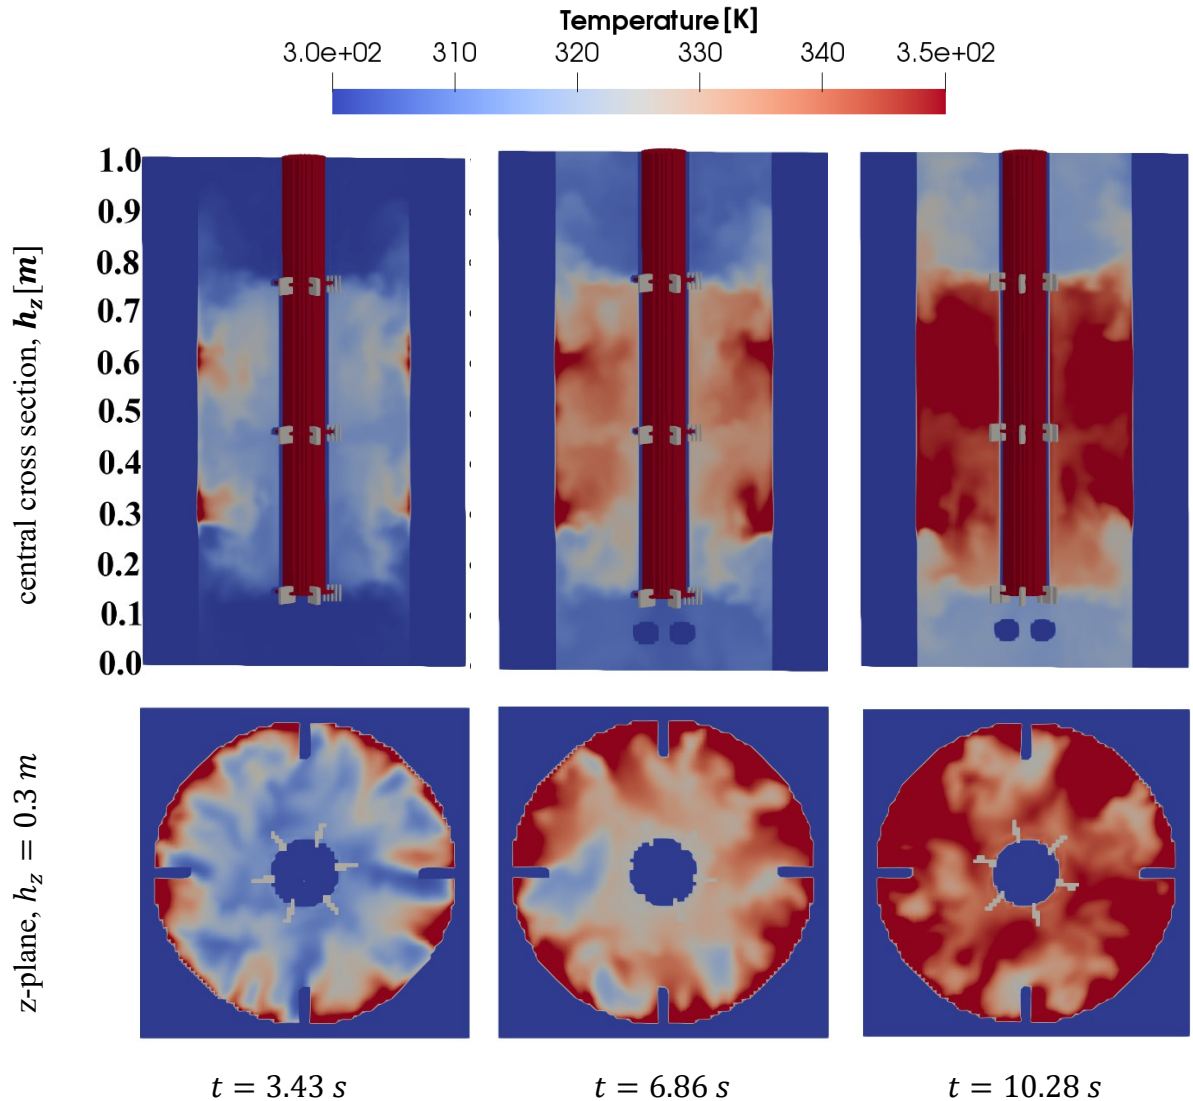 Temperature [K]
3.0e+02 310 320 330 340 3.5e+02
central cross section, h_z[m]
1.0
0.9
0.8
0.7
0.6
0.5
0.4
0.3
0.2
0.1
0.0
z-plane, h_z = 0.3 m
t = 3.43 s t = 6.86 s t = 10.28 s